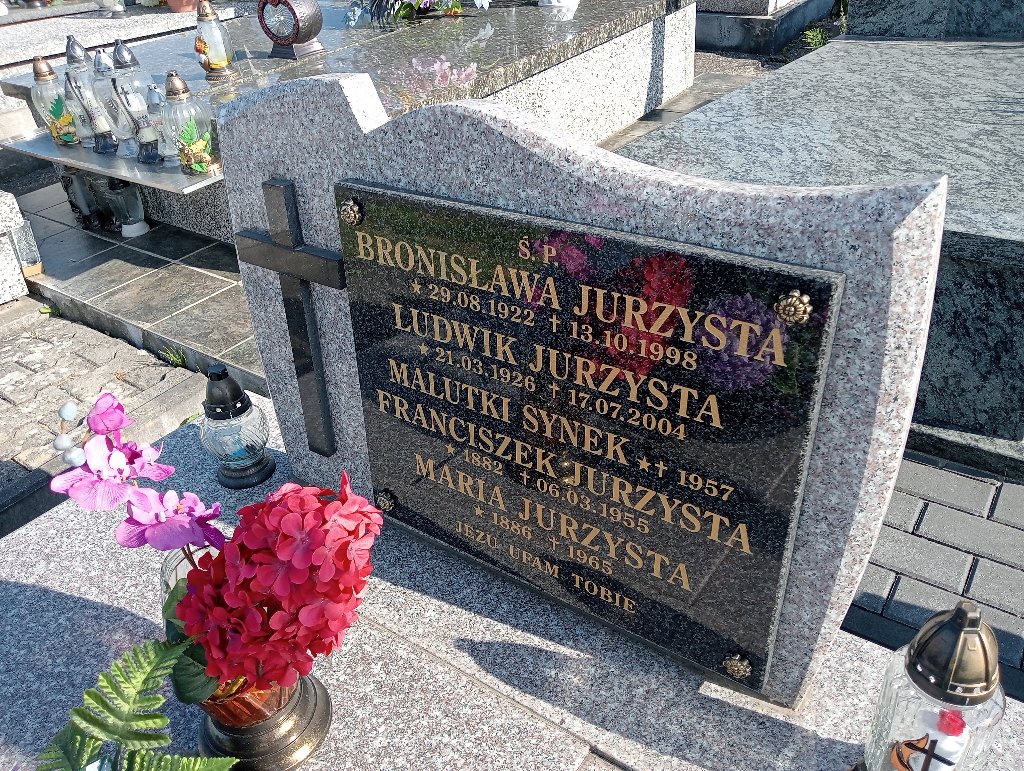 Ś.P.
BRONISŁAWA JURZYSTA
★ 29.08.1922 ✝ 13.10.1998
LUDWIK JURZYSTA
★ 21.03.1926 ✝ 17.07.2004
MALUTKI SYNEK ★✝ 1957
FRANCISZEK JURZYSTA
★ 1882 ✝ 06.03.1955
MARIA JURZYSTA
★ 1886 ✝ 1965
JEZU UFAM TOBIE